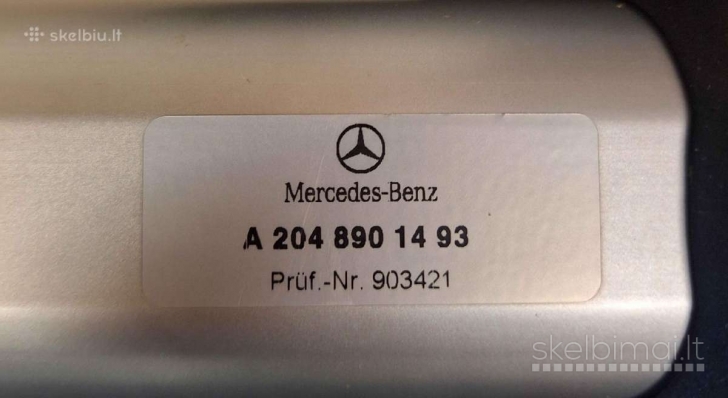 skelbiu.lt
Mercedes-Benz
A 204 890 14 93
Prüf.-Nr. 903421
skelbimai.lt